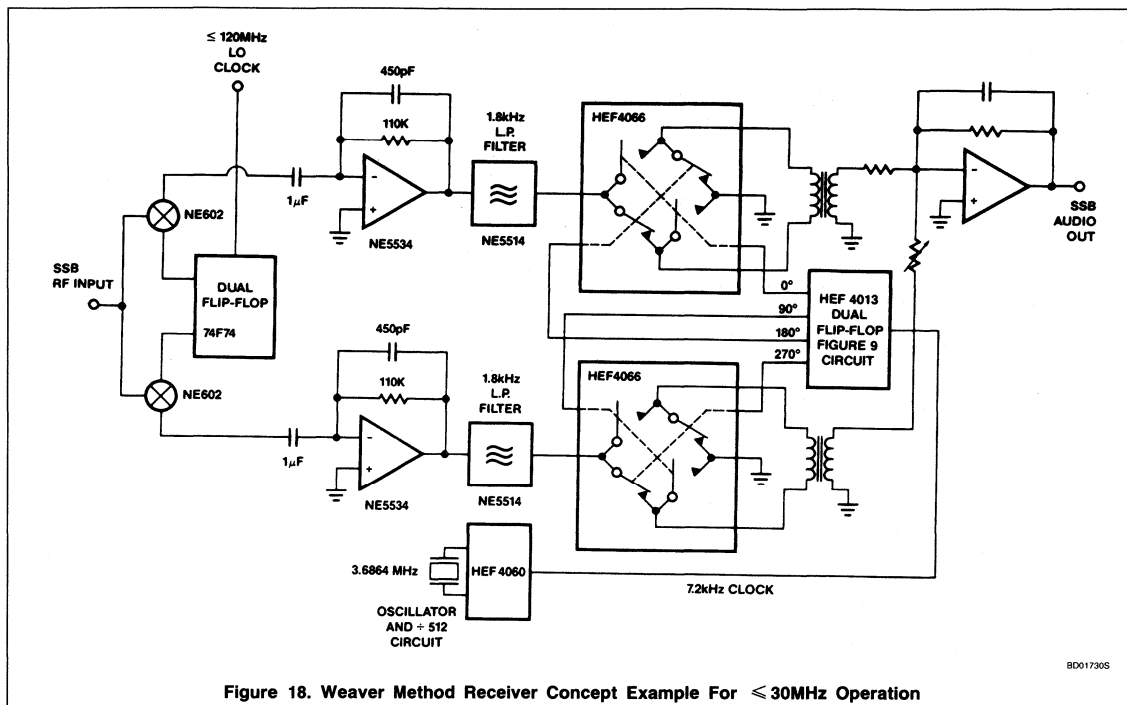 ≤ 120MHz
LO
CLOCK
450pF
110K
1.8kHz
L.P.
FILTER
HEF4066
NE602
1μF
−
+
NE5534
NE5514
−
+
SSB
AUDIO
OUT
SSB
RF INPUT
DUAL
FLIP-FLOP
74F74
0°
90°
180°
270°
HEF 4013
DUAL
FLIP-FLOP
FIGURE 9
CIRCUIT
NE602
450pF
110K
1.8kHz
L.P.
FILTER
HEF4066
1μF
−
+
NE5534
NE5514
3.6864 MHz
HEF 4060
7.2kHz CLOCK
OSCILLATOR
AND ÷ 512
CIRCUIT
BD01730S
Figure 18. Weaver Method Receiver Concept Example For ≤ 30MHz Operation